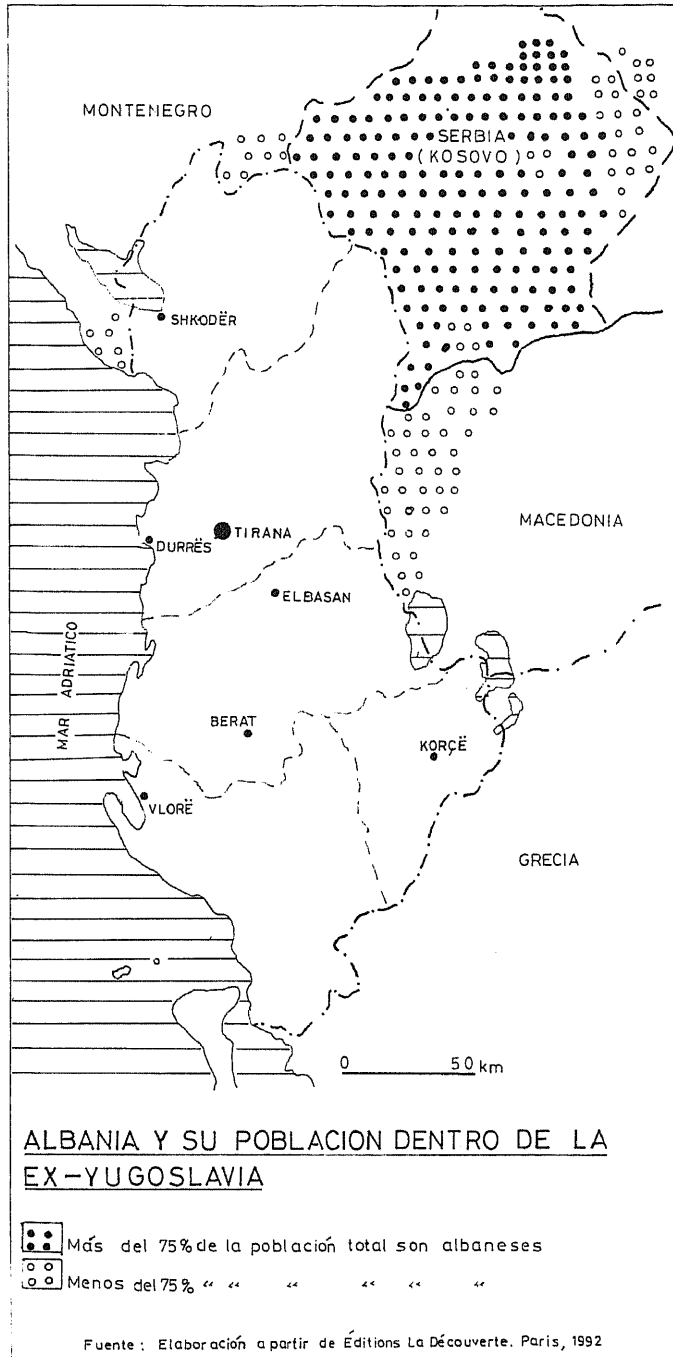 MONTENEGRO
SERBIA
(KOSOVO)
SHKODËR
MACEDONIA
TIRANA
DURRËS
ELBASAN
MAR ADRIATICO
BERAT
KORÇË
VLORË
GRECIA
0 50 km
ALBANIA Y SU POBLACION DENTRO DE LA
EX-YUGOSLAVIA
Más del 75% de la población total son albaneses
Menos del 75% “ “ “ “ “ “
Fuente : Elaboración a partir de Éditions La Découverte. Paris, 1992